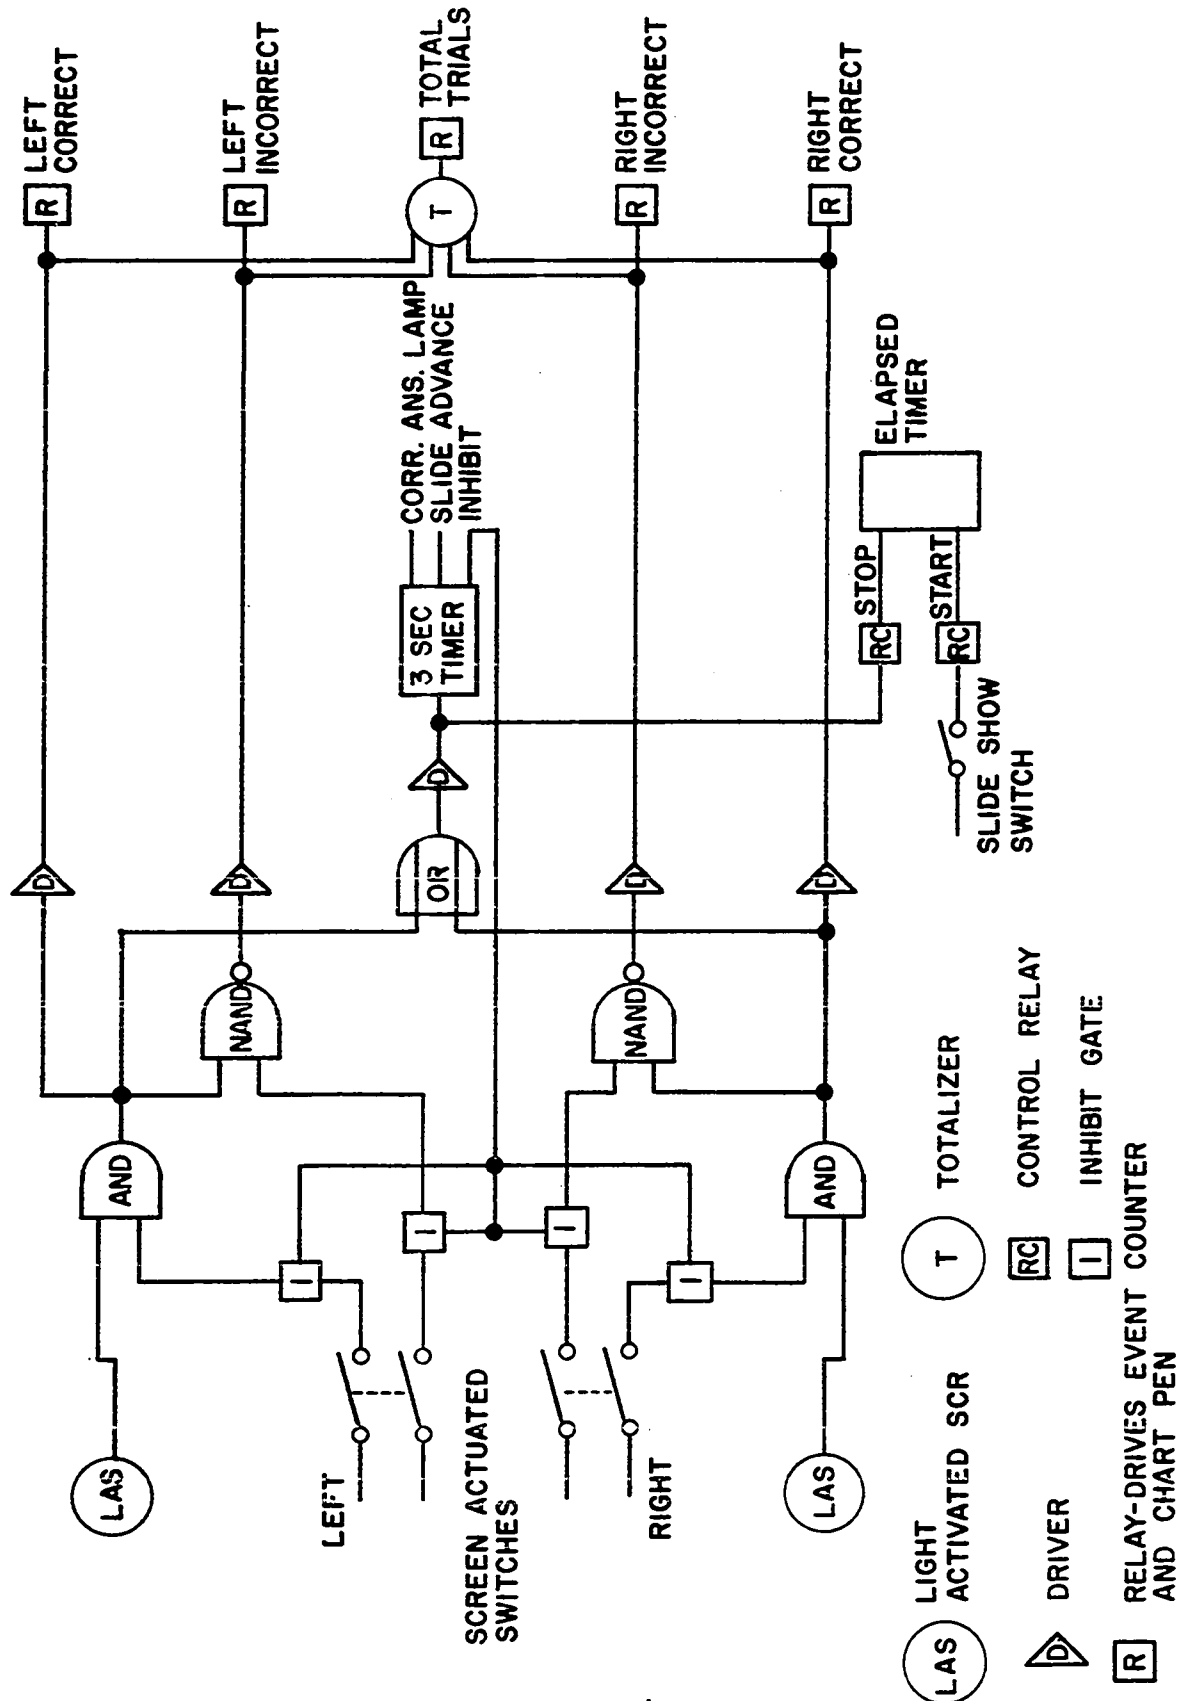 LEFT
CORRECT
R
LEFT
INCORRECT
R
TOTAL
TRIALS
R
T
RIGHT
INCORRECT
R
RIGHT
CORRECT
R
CORR. ANS. LAMP
SLIDE ADVANCE
INHIBIT
3 SEC
TIMER
ELAPSED
TIMER
STOP
START
RC
RC
SLIDE SHOW
SWITCH
D
D
D
D
D
OR
NAND
NAND
AND
AND
I
I
I
I
LEFT
SCREEN ACTUATED
SWITCHES
RIGHT
LAS
LAS
LAS
LIGHT
ACTIVATED SCR
D
DRIVER
R
RELAY-DRIVES EVENT COUNTER
AND CHART PEN
T
TOTALIZER
RC
CONTROL RELAY
I
INHIBIT GATE